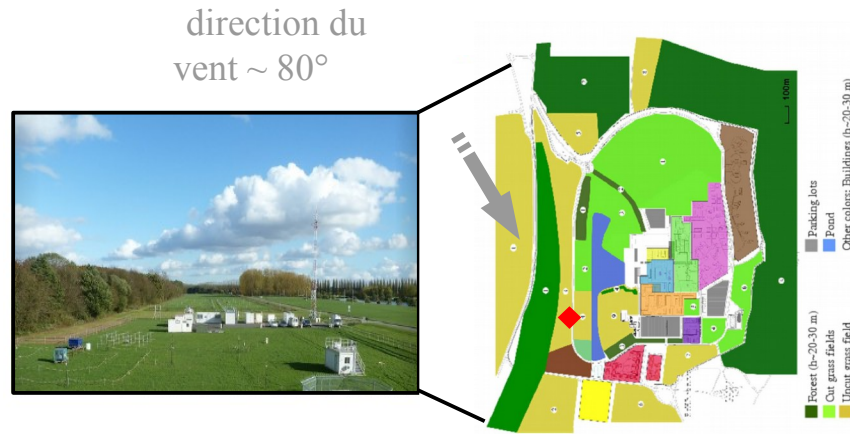 direction du
vent ~ 80°
100m
Parking lots
Pond
Other colors: Buildings (h~20-30 m)
Forest (h~20-30 m)
Cut grass fields
Uncut grass field